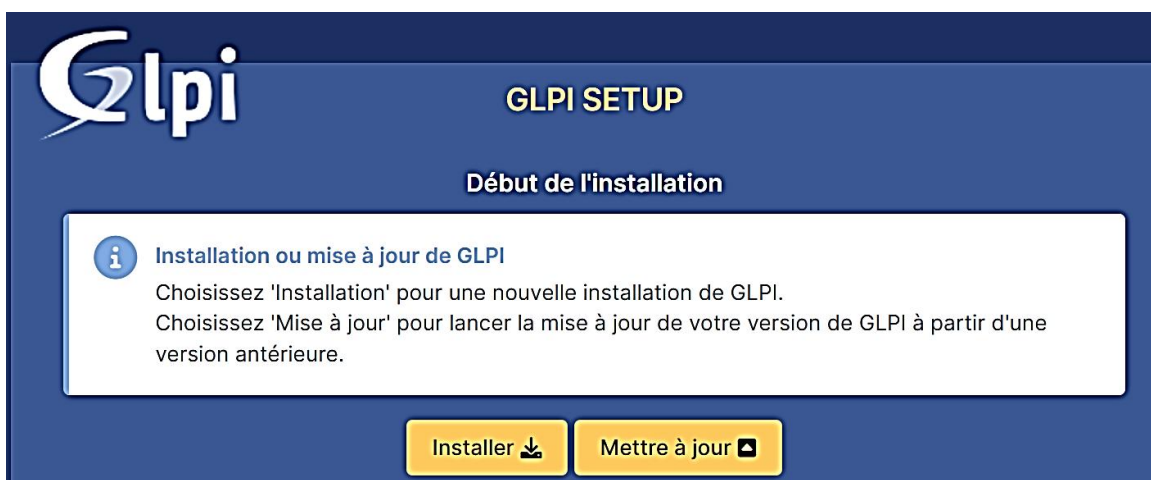 Glpi
GLPI SETUP
Début de l'installation
Installation ou mise à jour de GLPI
Choisissez 'Installation' pour une nouvelle installation de GLPI.
Choisissez 'Mise à jour' pour lancer la mise à jour de votre version de GLPI à partir d'une
version antérieure.
Installer Mettre à jour